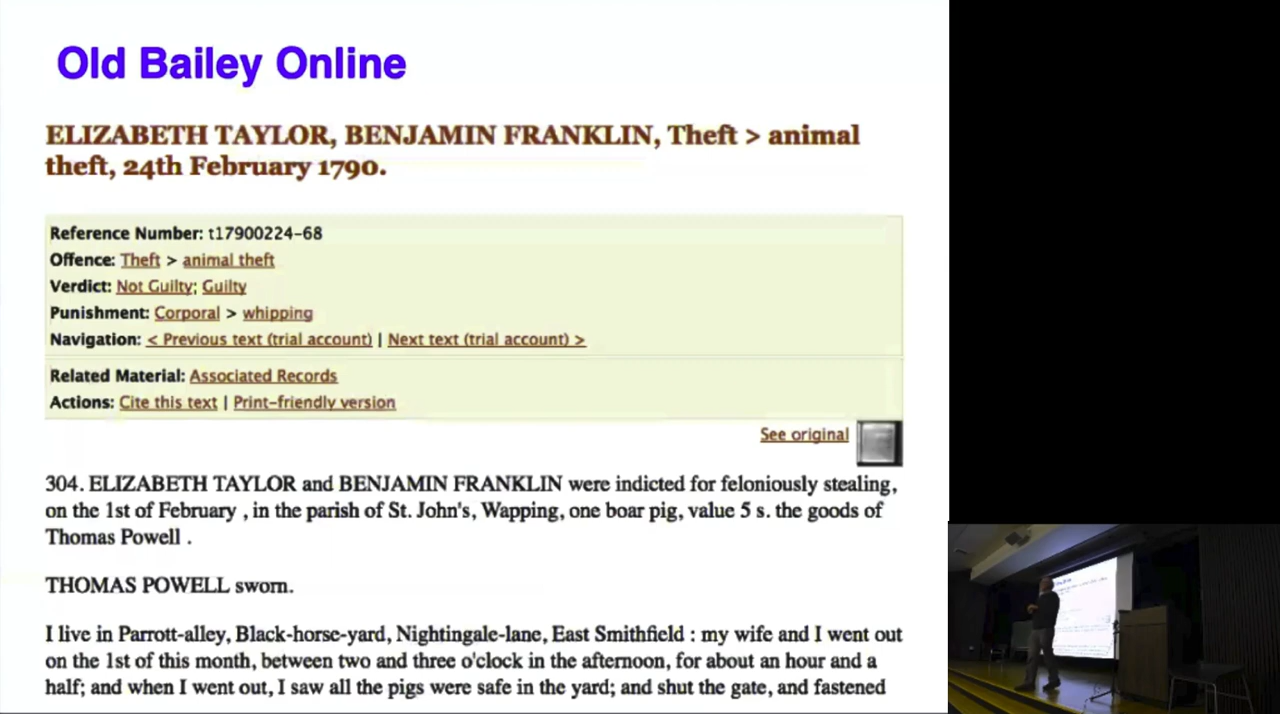 Old Bailey Online
ELIZABETH TAYLOR, BENJAMIN FRANKLIN, Theft > animal
theft, 24th February 1790.
Reference Number: t17900224-68
Offence: Theft > animal theft
Verdict: Not Guilty; Guilty
Punishment: Corporal > whipping
Navigation: < Previous text (trial account) | Next text (trial account) >
Related Material: Associated Records
Actions: Cite this text | Print-friendly version
See original
304. ELIZABETH TAYLOR and BENJAMIN FRANKLIN were indicted for feloniously stealing,
on the 1st of February , in the parish of St. John's, Wapping, one boar pig, value 5 s. the goods of
Thomas Powell .
THOMAS POWELL sworn.
I live in Parrott-alley, Black-horse-yard, Nightingale-lane, East Smithfield : my wife and I went out
on the 1st of this month, between two and three o'clock in the afternoon, for about an hour and a
half; and when I went out, I saw all the pigs were safe in the yard; and shut the gate, and fastened